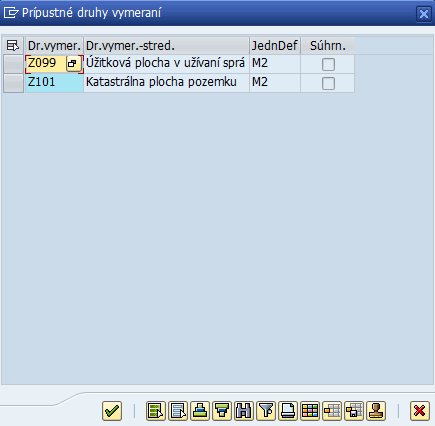 Prípustné druhy vymeraní
Dr.vymer. Dr.vymer.-stred. JednDef Súhrn.
Z099 Úžitková plocha v užívaní sprá M2
Z101 Katastrálna plocha pozemku M2